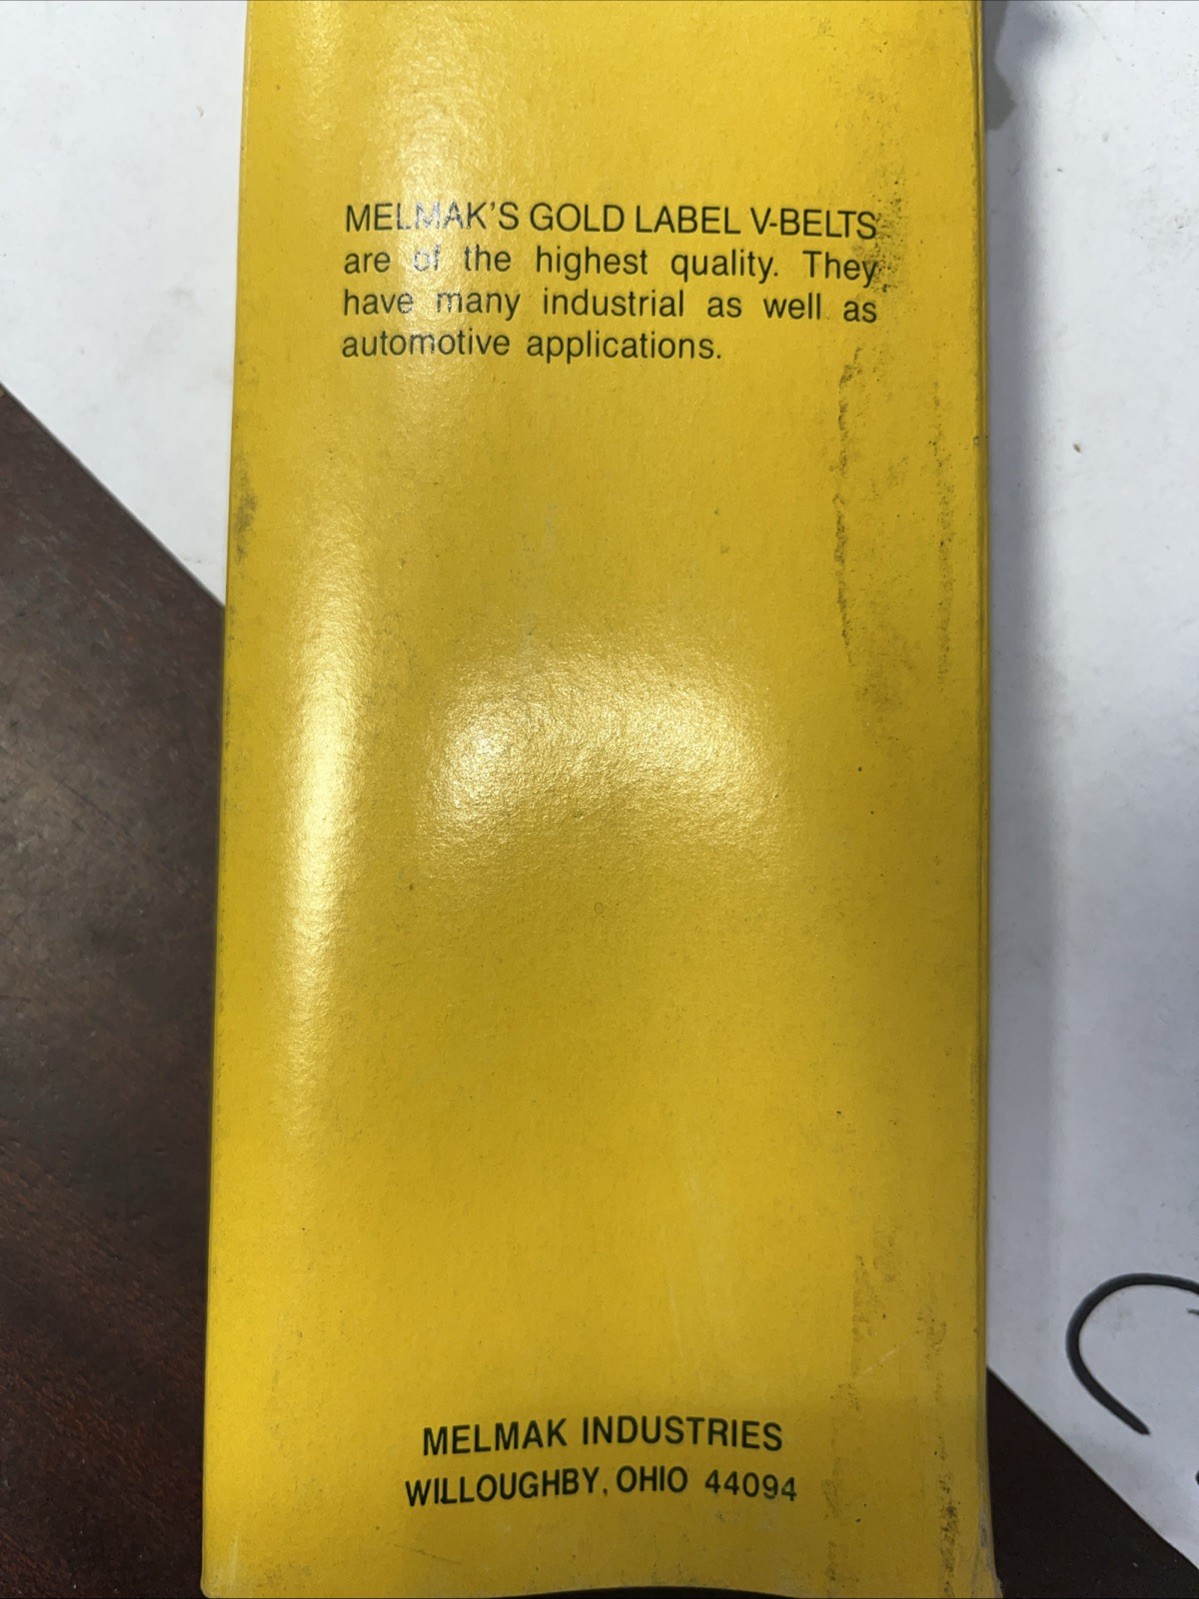 MELMAK'S GOLD LABEL V-BELTS
are of the highest quality. They
have many industrial as well as
automotive applications.
MELMAK INDUSTRIES
WILLOUGHBY, OHIO 44094